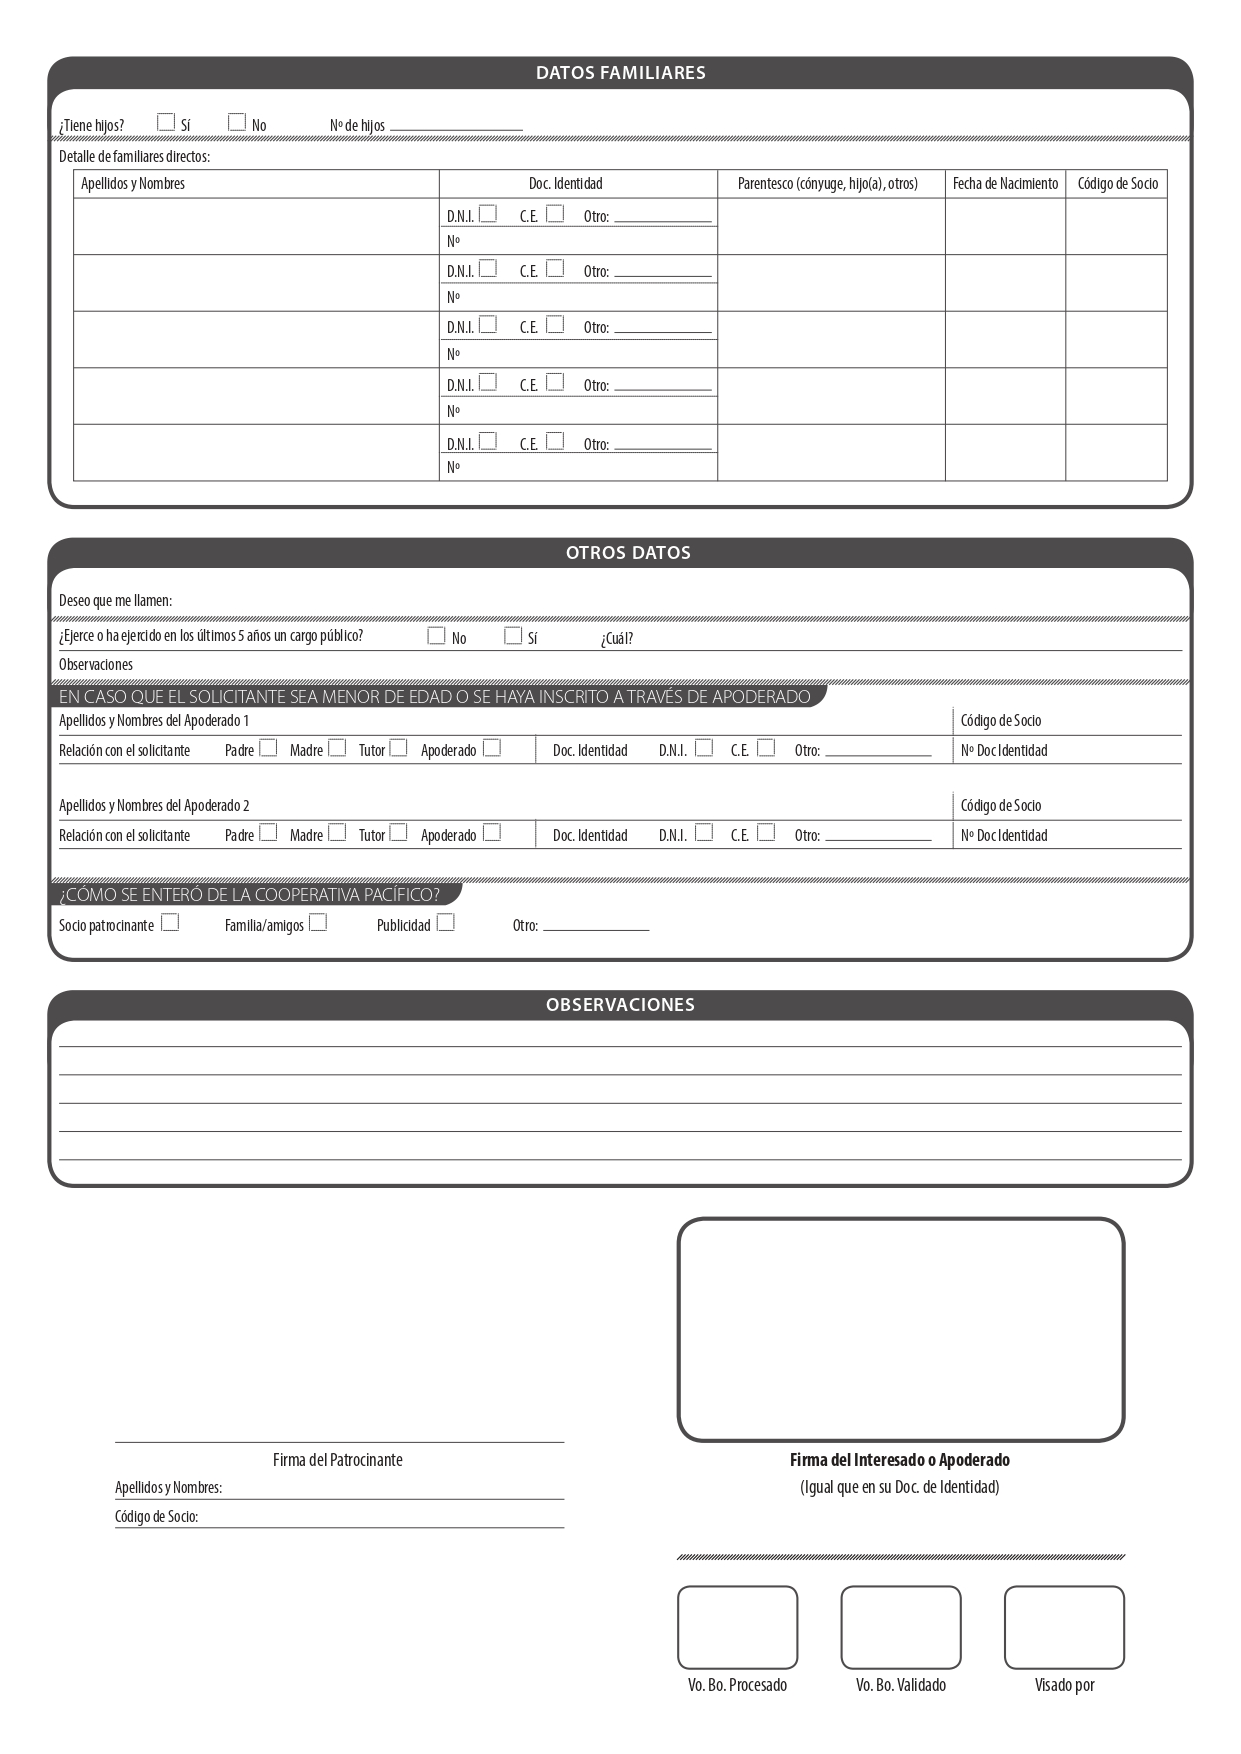 DATOS FAMILIARES
¿Tiene hijos? Sí No Nº de hijos
Detalle de familiares directos:
Apellidos y Nombres Doc. Identidad Parentesco (cónyuge, hijo(a), otros) Fecha de Nacimiento Código de Socio
D.N.I. C.E. Otro:
Nº
D.N.I. C.E. Otro:
Nº
D.N.I. C.E. Otro:
Nº
D.N.I. C.E. Otro:
Nº
D.N.I. C.E. Otro:
Nº
OTROS DATOS
Deseo que me llamen:
¿Ejerce o ha ejercido en los últimos 5 años un cargo público? No Sí ¿Cuál?
Observaciones
EN CASO QUE EL SOLICITANTE SEA MENOR DE EDAD O SE HAYA INSCRITO A TRAVÉS DE APODERADO
Apellidos y Nombres del Apoderado 1 Código de Socio
Relación con el solicitante Padre Madre Tutor Apoderado Doc. Identidad D.N.I. C.E. Otro: Nº Doc Identidad
Apellidos y Nombres del Apoderado 2 Código de Socio
Relación con el solicitante Padre Madre Tutor Apoderado Doc. Identidad D.N.I. C.E. Otro: Nº Doc Identidad
¿CÓMO SE ENTERÓ DE LA COOPERATIVA PACÍFICO?
Socio patrocinante Familia/amigos Publicidad Otro:
OBSERVACIONES
Firma del Patrocinante
Apellidos y Nombres:
Código de Socio:
Firma del Interesado o Apoderado
(Igual que en su Doc. de Identidad)
Vo. Bo. Procesado Vo. Bo. Validado Visado por